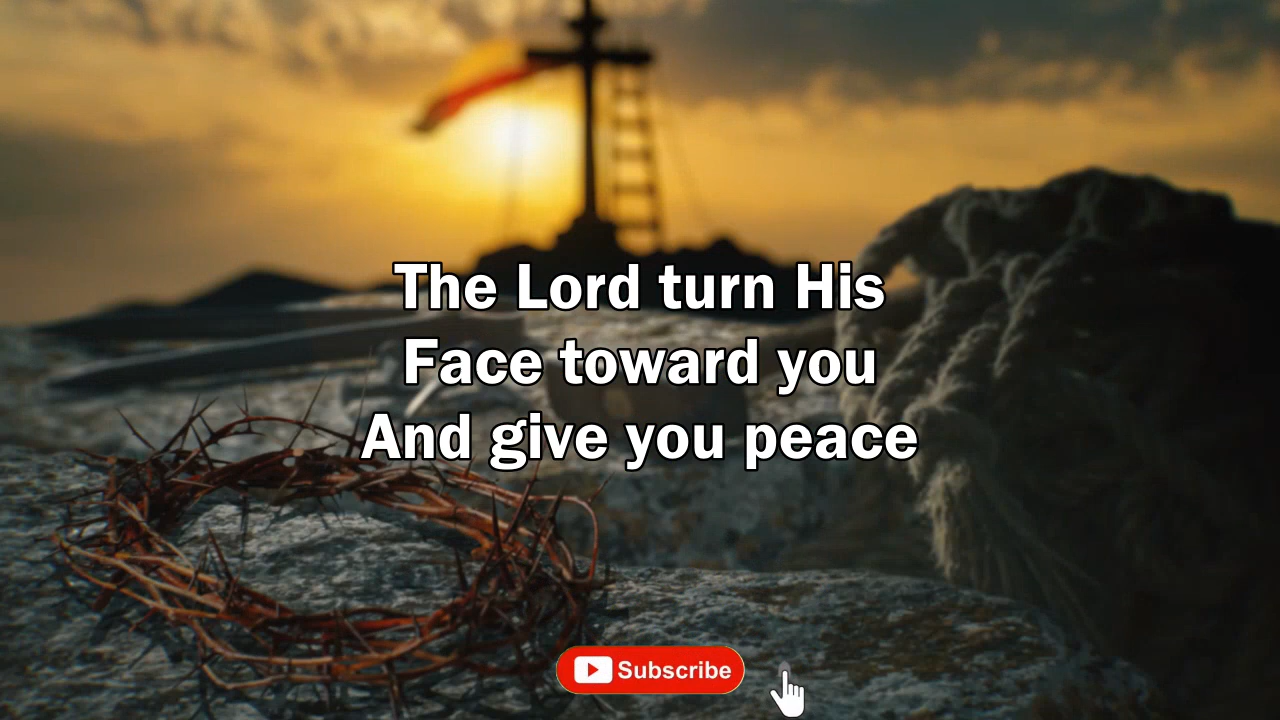 The Lord turn His
Face toward you
And give you peace
Subscribe